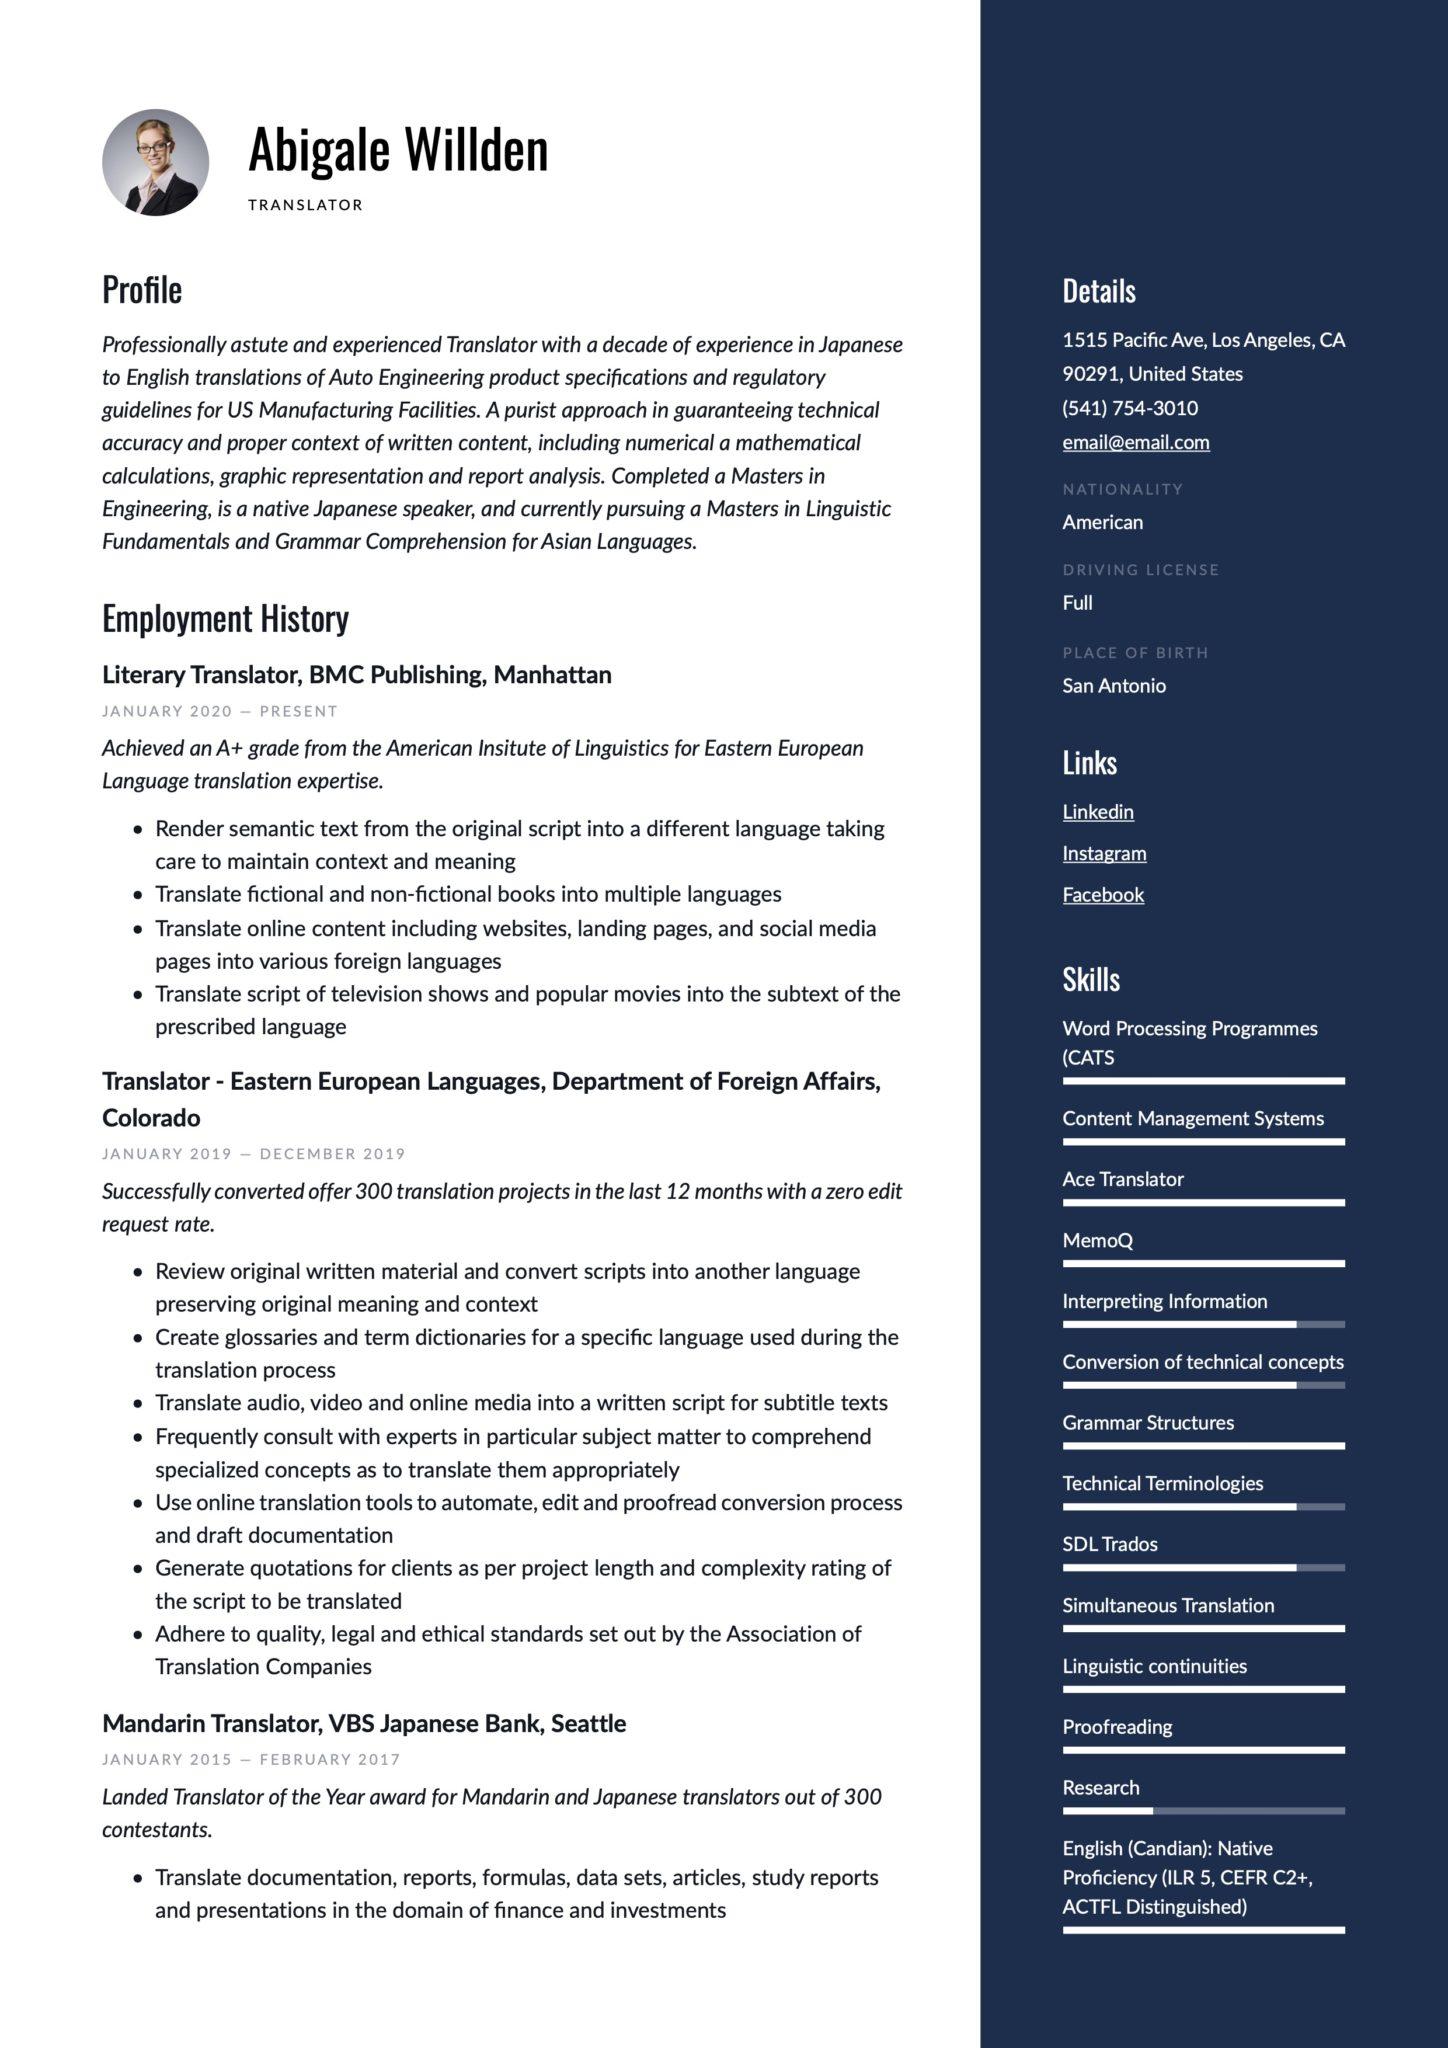 Abigale Willden
TRANSLATOR
Profile
Professionally astute and experienced Translator with a decade of experience in Japanese
to English translations of Auto Engineering product specifications and regulatory
guidelines for US Manufacturing Facilities. A purist approach in guaranteeing technical
accuracy and proper context of written content, including numerical a mathematical
calculations, graphic representation and report analysis. Completed a Masters in
Engineering, is a native Japanese speaker, and currently pursuing a Masters in Linguistic
Fundamentals and Grammar Comprehension for Asian Languages.
Employment History
Literary Translator, BMC Publishing, Manhattan
JANUARY 2020 — PRESENT
Achieved an A+ grade from the American Insitute of Linguistics for Eastern European
Language translation expertise.
• Render semantic text from the original script into a different language taking
care to maintain context and meaning
• Translate fictional and non-fictional books into multiple languages
• Translate online content including websites, landing pages, and social media
pages into various foreign languages
• Translate script of television shows and popular movies into the subtext of the
prescribed language
Translator - Eastern European Languages, Department of Foreign Affairs,
Colorado
JANUARY 2019 — DECEMBER 2019
Successfully converted offer 300 translation projects in the last 12 months with a zero edit
request rate.
• Review original written material and convert scripts into another language
preserving original meaning and context
• Create glossaries and term dictionaries for a specific language used during the
translation process
• Translate audio, video and online media into a written script for subtitle texts
• Frequently consult with experts in particular subject matter to comprehend
specialized concepts as to translate them appropriately
• Use online translation tools to automate, edit and proofread conversion process
and draft documentation
• Generate quotations for clients as per project length and complexity rating of
the script to be translated
• Adhere to quality, legal and ethical standards set out by the Association of
Translation Companies
Mandarin Translator, VBS Japanese Bank, Seattle
JANUARY 2015 — FEBRUARY 2017
Landed Translator of the Year award for Mandarin and Japanese translators out of 300
contestants.
• Translate documentation, reports, formulas, data sets, articles, study reports
and presentations in the domain of finance and investments
Details
1515 Pacific Ave, Los Angeles, CA
90291, United States
(541) 754-3010
email@email.com
NATIONALITY
American
DRIVING LICENSE
Full
PLACE OF BIRTH
San Antonio
Links
Linkedin
Instagram
Facebook
Skills
Word Processing Programmes
(CATS
Content Management Systems
Ace Translator
MemoQ
Interpreting Information
Conversion of technical concepts
Grammar Structures
Technical Terminologies
SDL Trados
Simultaneous Translation
Linguistic continuities
Proofreading
Research
English (Candian): Native
Proficiency (ILR 5, CEFR C2+,
ACTFL Distinguished)